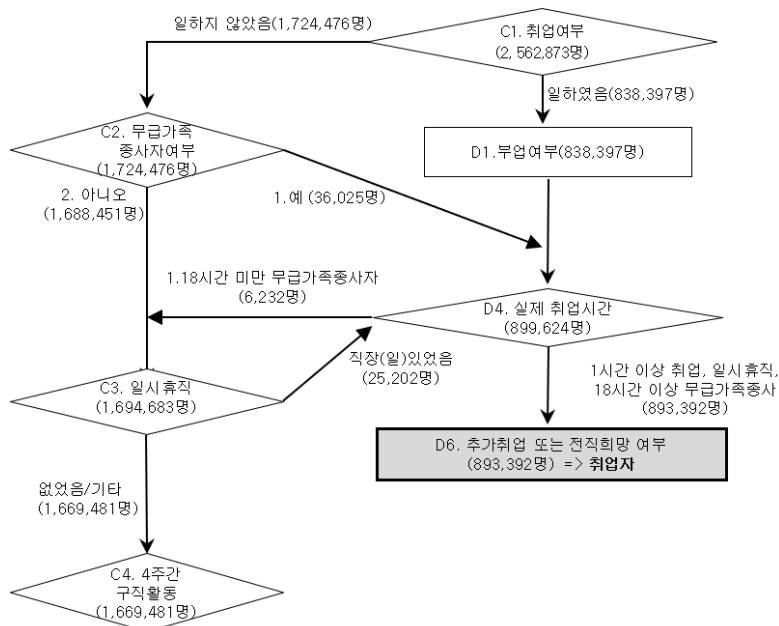 일하지 않았음(1,724,476명)
C1. 취업여부
(2,562,873명)
일하였음(838,397명)
C2. 무급가족
종사자여부
(1,724,476명)
D1.부업여부(838,397명)
2. 아니오
(1,688,451명)
1.예 (36,025명)
1.18시간 미만 무급가족종사자
(6,232명)
D4. 실제 취업시간
(899,624명)
직장(일)있었음
(25,202명)
C3. 일시휴직
(1,694,683명)
1시간 이상 취업, 일시휴직,
18시간 이상 무급가족종사
(893,392명)
D6. 추가취업 또는 전직희망 여부
(893,392명) => 취업자
없었음/기타
(1,669,481명)
C4. 4주간
구직활동
(1,669,481명)